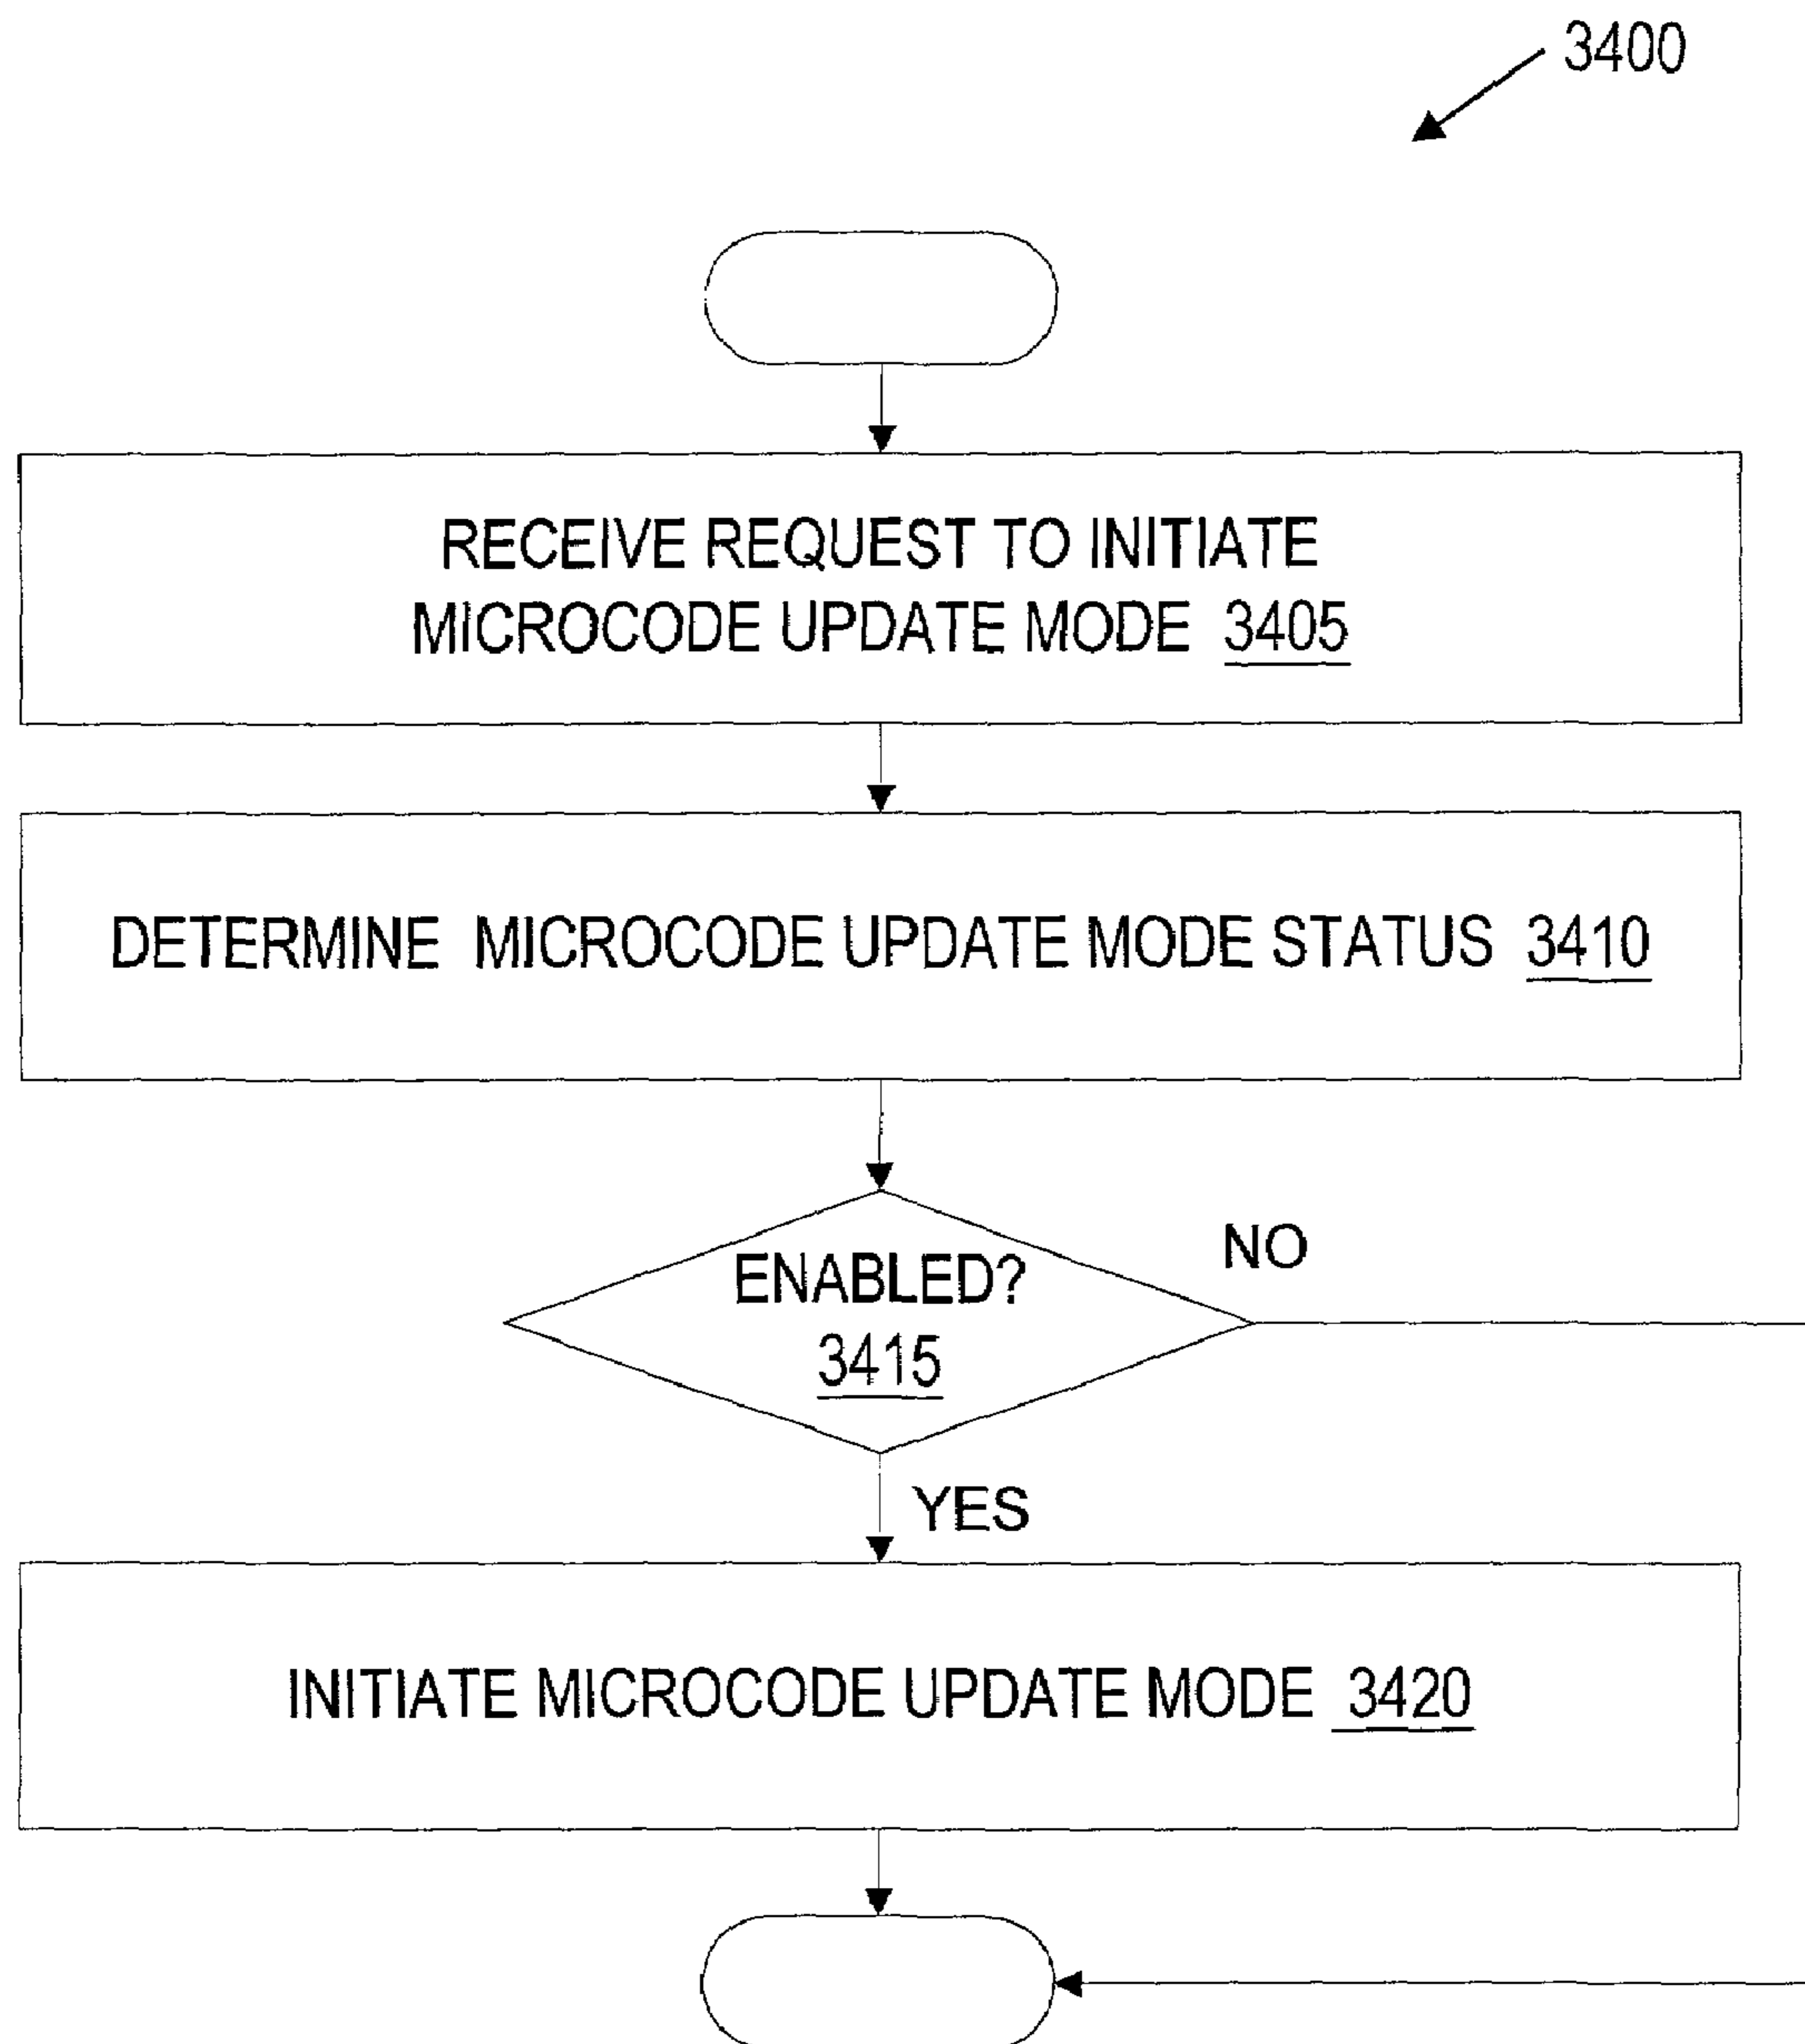 3400
RECEIVE REQUEST TO INITIATE
MICROCODE UPDATE MODE 3405
DETERMINE MICROCODE UPDATE MODE STATUS 3410
ENABLED?
3415
NO
YES
INITIATE MICROCODE UPDATE MODE 3420